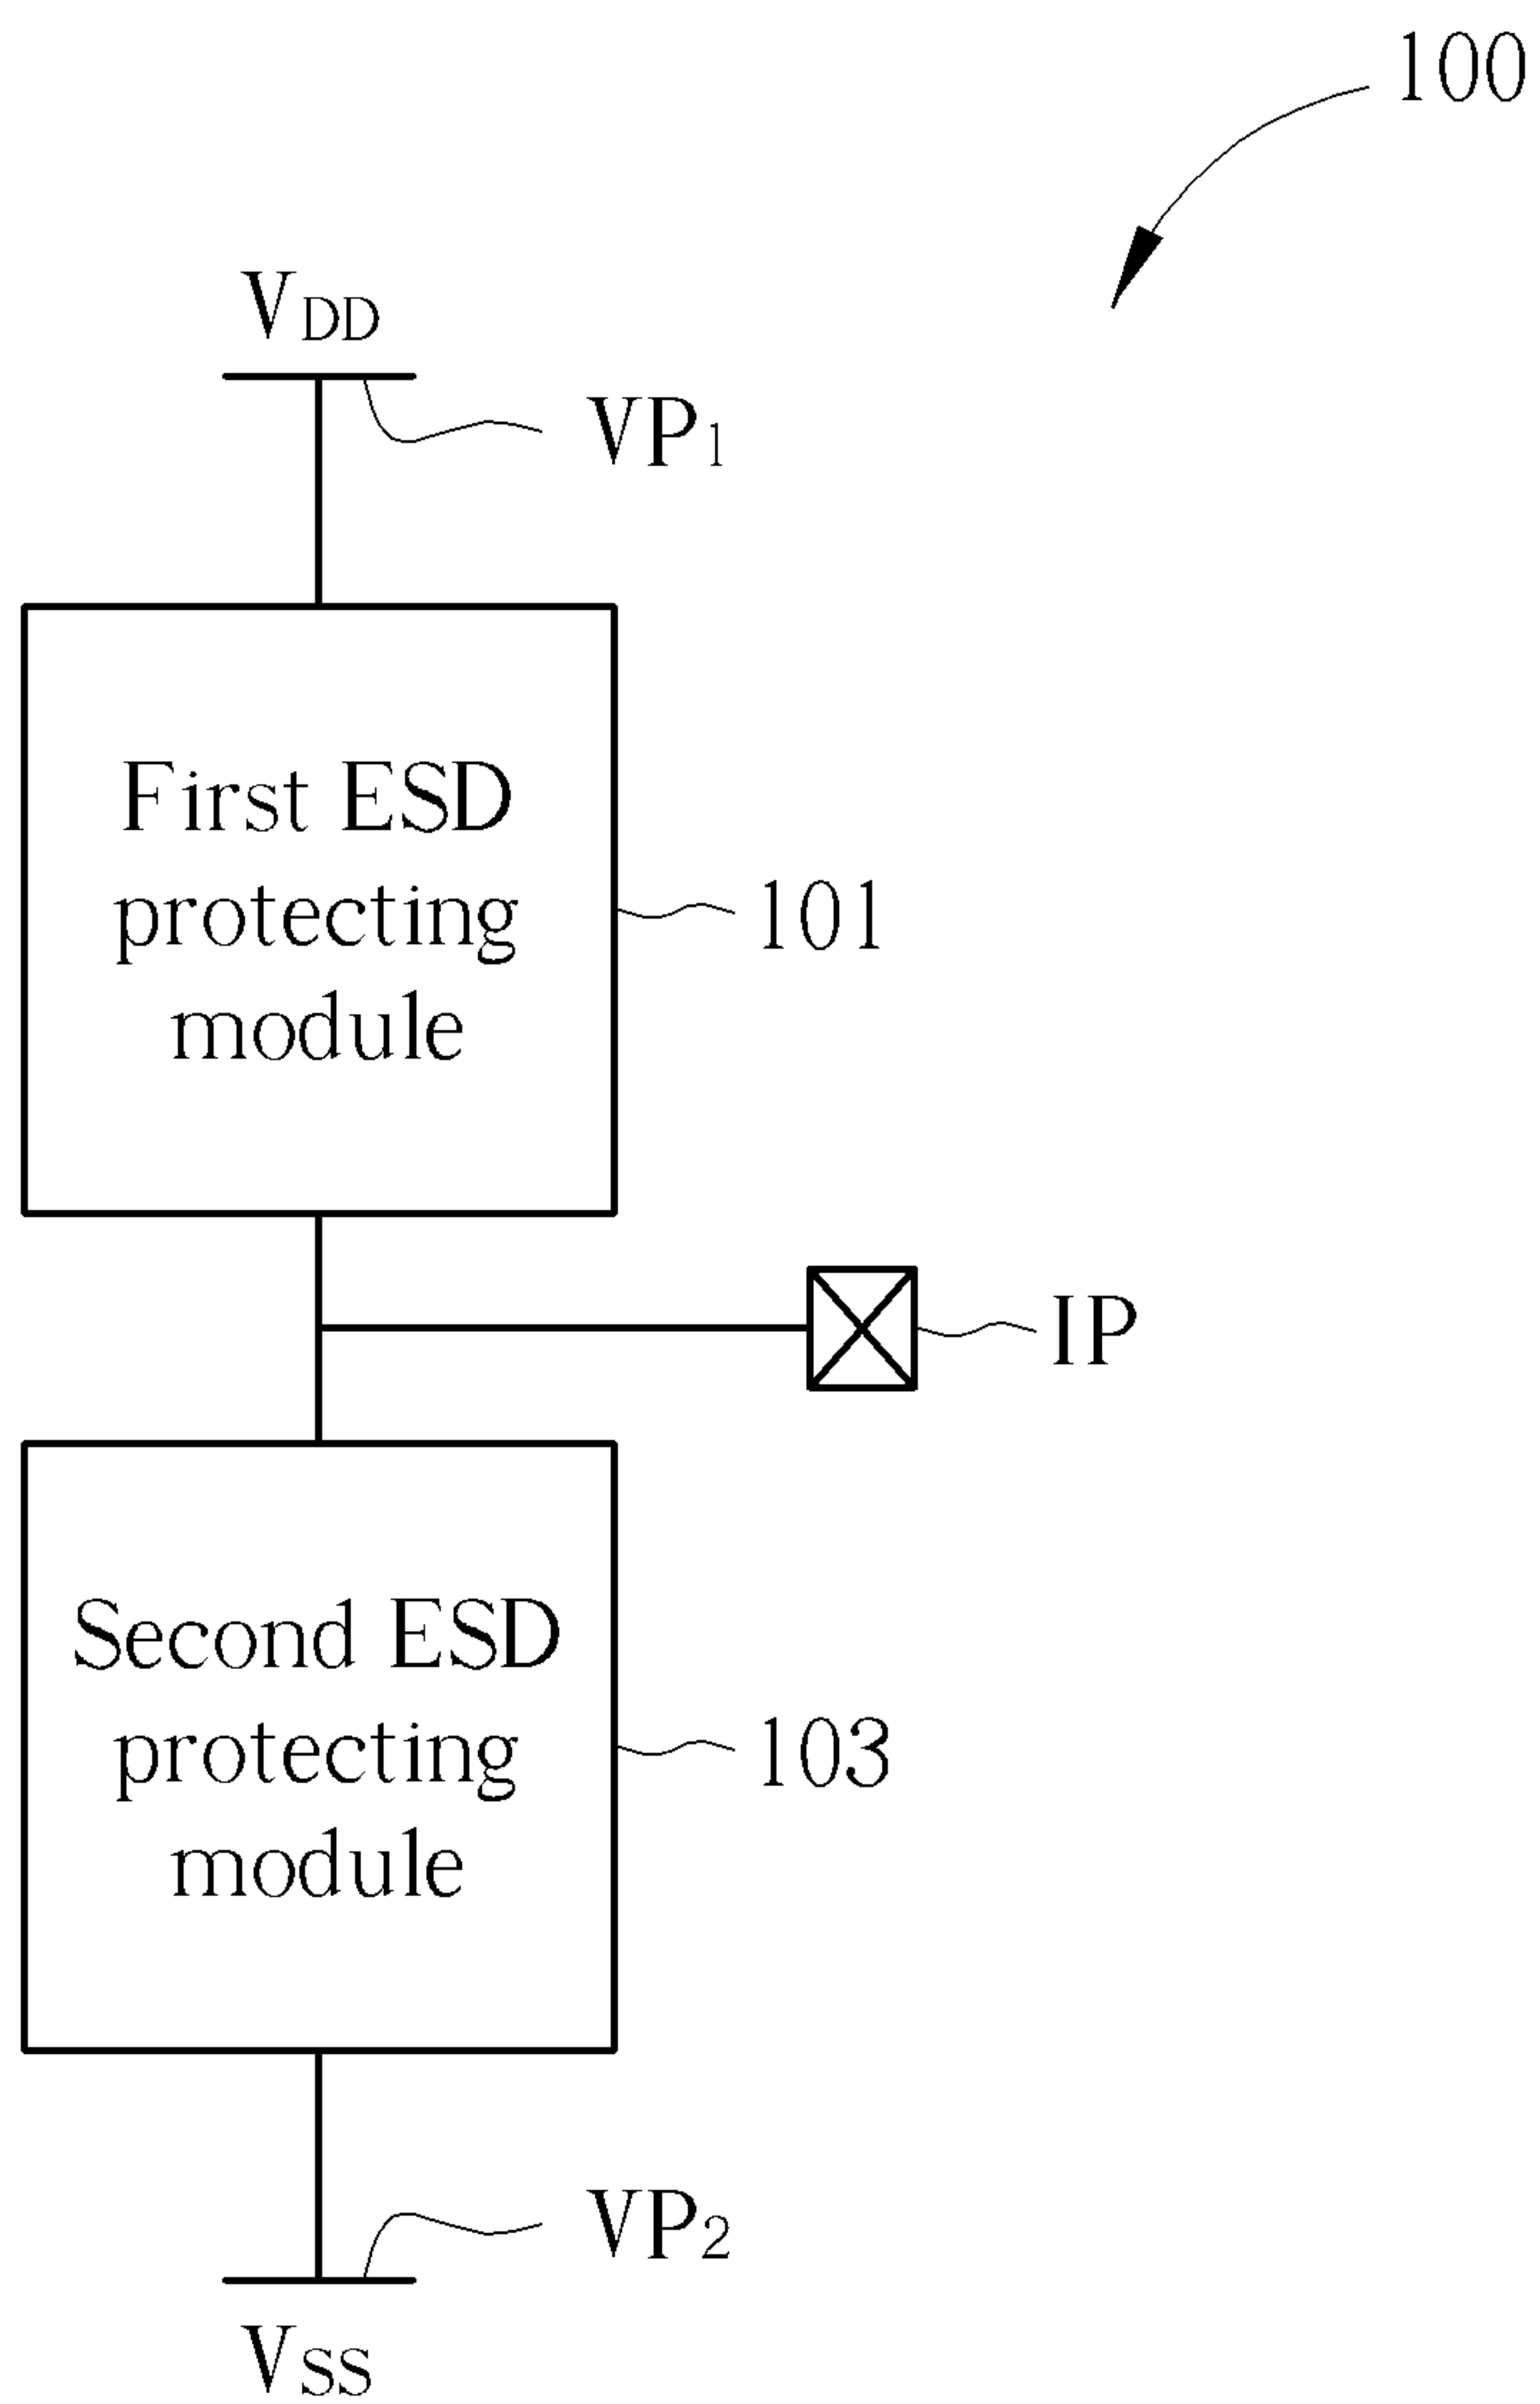 100
VDD
VP1
First ESD
protecting
module
101
IP
Second ESD
protecting
module
103
VP2
VSS